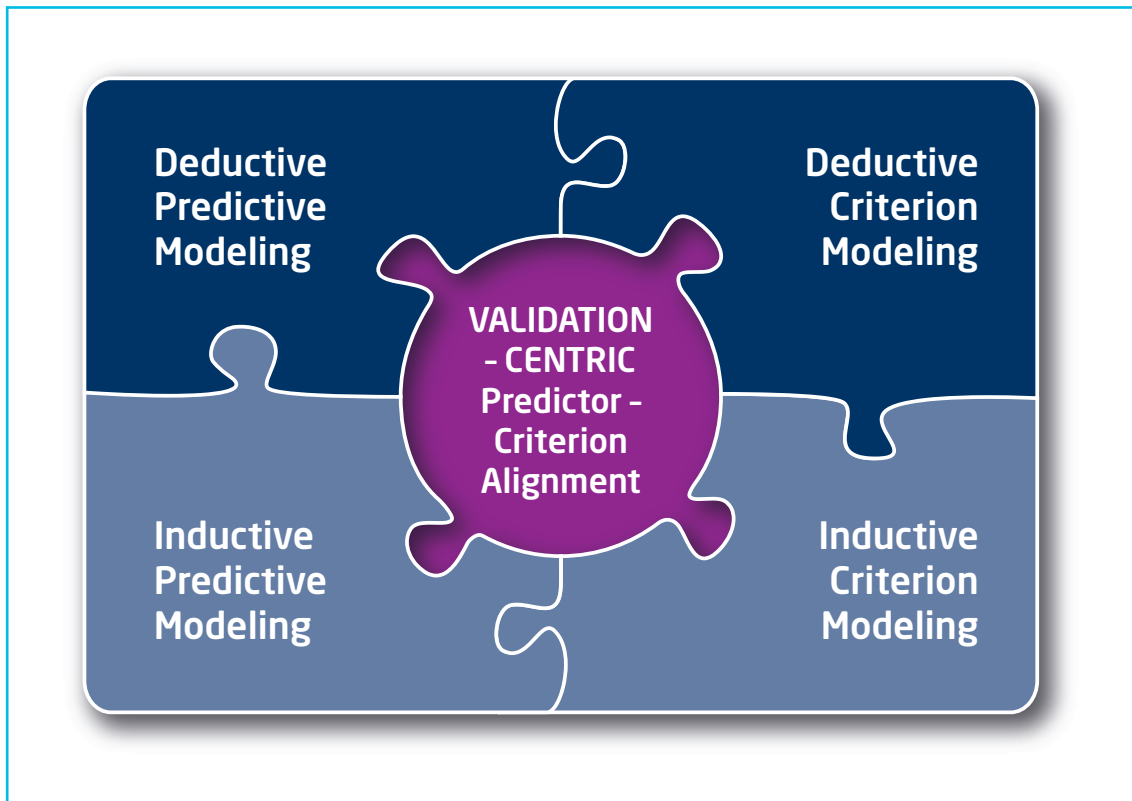 Deductive
Predictive
Modeling
Deductive
Criterion
Modeling
VALIDATION
– CENTRIC
Predictor –
Criterion
Alignment
Inductive
Predictive
Modeling
Inductive
Criterion
Modeling